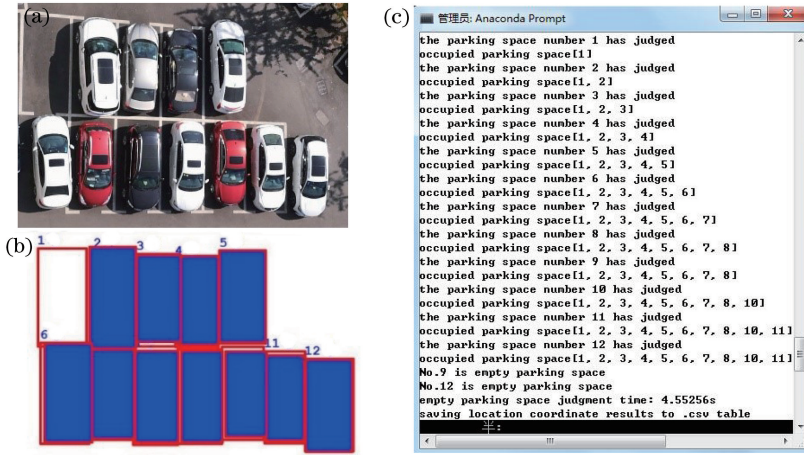 (a)
(b)
1
2
3
4
5
6
11
12
(c)
管理员: Anaconda Prompt
the parking space number 1 has judged
occupied parking space[1]
the parking space number 2 has judged
occupied parking space[1, 2]
the parking space number 3 has judged
occupied parking space[1, 2, 3]
the parking space number 4 has judged
occupied parking space[1, 2, 3, 4]
the parking space number 5 has judged
occupied parking space[1, 2, 3, 4, 5]
the parking space number 6 has judged
occupied parking space[1, 2, 3, 4, 5, 6]
the parking space number 7 has judged
occupied parking space[1, 2, 3, 4, 5, 6, 7]
the parking space number 8 has judged
occupied parking space[1, 2, 3, 4, 5, 6, 7, 8]
the parking space number 9 has judged
occupied parking space[1, 2, 3, 4, 5, 6, 7, 8]
the parking space number 10 has judged
occupied parking space[1, 2, 3, 4, 5, 6, 7, 8, 10]
the parking space number 11 has judged
occupied parking space[1, 2, 3, 4, 5, 6, 7, 8, 10, 11]
the parking space number 12 has judged
occupied parking space[1, 2, 3, 4, 5, 6, 7, 8, 10, 11]
No.9 is empty parking space
No.12 is empty parking space
empty parking space judgment time: 4.55256s
saving location coordinate results to .csv table
半: